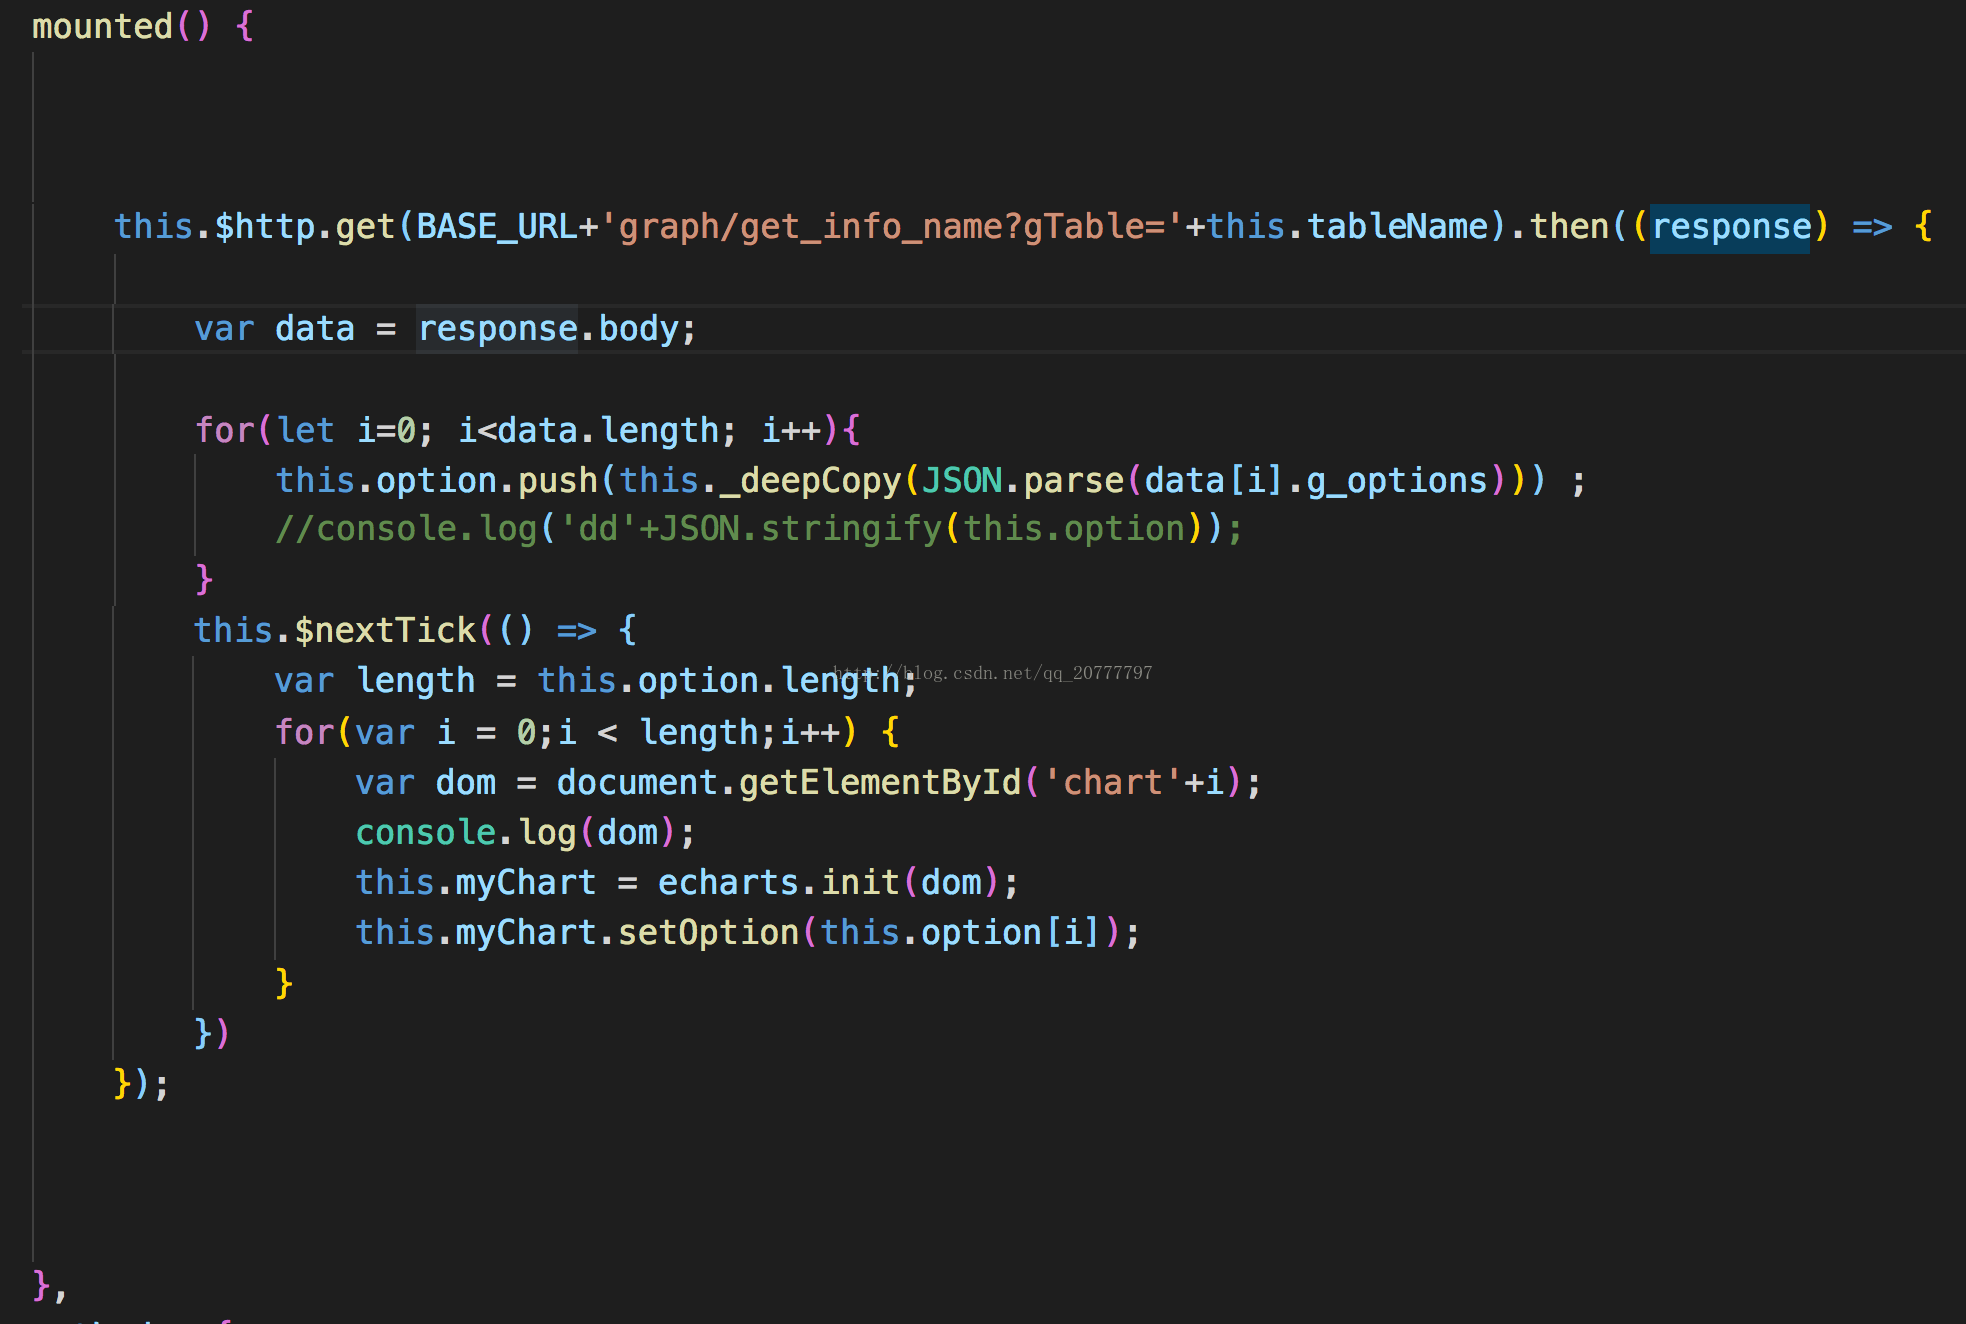 mounted() {
this.$http.get(BASE_URL+'graph/get_info_name?gTable='+this.tableName).then((response) => {
var data = response.body;
for(let i=0; i<data.length; i++){
this.option.push(this._deepCopy(JSON.parse(data[i].g_options))) ;
//console.log('dd'+JSON.stringify(this.option));
}
this.$nextTick(() => {
var length = this.option.length;
http://blog.csdn.net/qq_20777797
for(var i = 0;i < length;i++) {
var dom = document.getElementById('chart'+i);
console.log(dom);
this.myChart = echarts.init(dom);
this.myChart.setOption(this.option[i]);
}
})
});
},